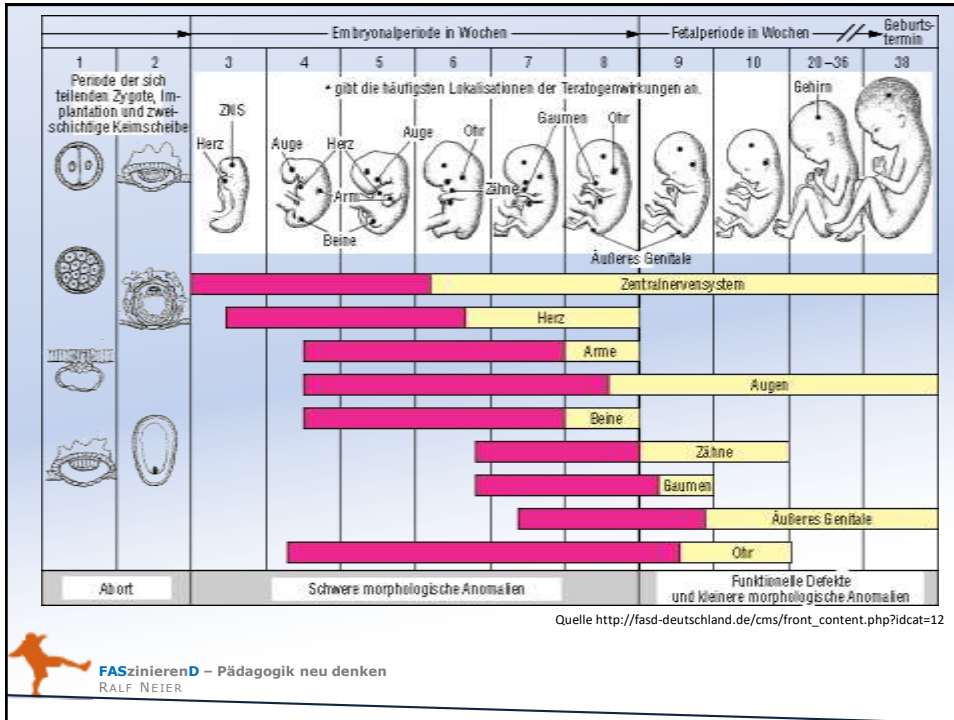 Embryonalperiode in Wochen
Fetalperiode in Wochen
Geburts-
termin
1 2 3 4 5 6 7 8 9 10 20–36 38
Periode der sich
teilenden Zygote, Im-
plantation und zwei-
schichtige Keimscheibe
• gibt die häufigsten Lokalisationen der Teratogenwirkungen an.
ZNS
Herz
Auge
Herz
Auge
Ohr
Gaumen
Ohr
Gehirn
Arm
Zähne
Beine
Äußeres Genitale
Zentralnervensystem
Herz
Arme
Augen
Beine
Zähne
Gaumen
Äußeres Genitale
Ohr
Abort
Schwere morphologische Anomalien
Funktionelle Defekte
und kleinere morphologische Anomalien
Quelle http://fasd-deutschland.de/cms/front_content.php?idcat=12
FASzinierenD – Pädagogik neu denken
RALF NEIER